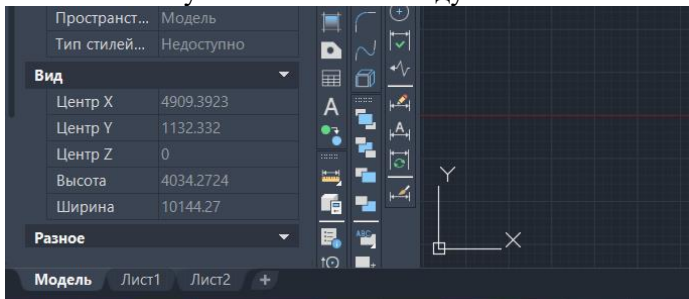 Пространст... Модель
Тип стилей... Недоступно
Вид
Центр X 4909.3923
Центр Y 1132.332
Центр Z 0
Высота 4034.2724
Ширина 10144.27
Разное
A
A
ABC
Y
X
Модель Лист1 Лист2 +